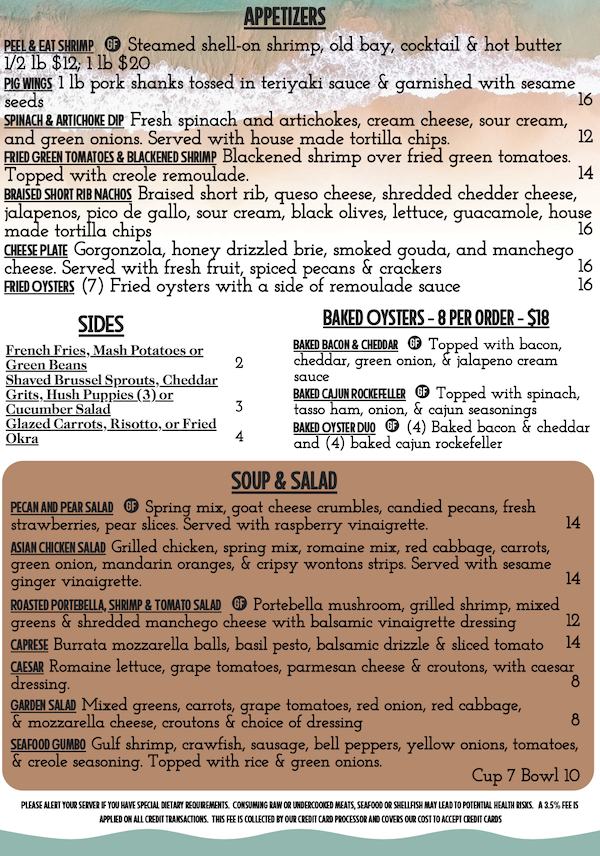 APPETIZERS
PEEL & EAT SHRIMP GF Steamed shell-on shrimp, old bay, cocktail & hot butter
1/2 lb $12; 1 lb $20
PIG WINGS 1 lb pork shanks tossed in teriyaki sauce & garnished with sesame
seeds 16
SPINACH & ARTICHOKE DIP Fresh spinach and artichokes, cream cheese, sour cream,
and green onions. Served with house made tortilla chips. 12
FRIED GREEN TOMATOES & BLACKENED SHRIMP Blackened shrimp over fried green tomatoes.
Topped with creole remoulade. 14
BRAISED SHORT RIB NACHOS Braised short rib, queso cheese, shredded chedder cheese,
jalapenos, pico de gallo, sour cream, black olives, lettuce, guacamole, house
made tortilla chips 16
CHEESE PLATE Gorgonzola, honey drizzled brie, smoked gouda, and manchego
cheese. Served with fresh fruit, spiced pecans & crackers 16
FRIED OYSTERS (7) Fried oysters with a side of remoulade sauce 16
SIDES
French Fries, Mash Potatoes or
Green Beans 2
Shaved Brussel Sprouts, Cheddar
Grits, Hush Puppies (3) or
Cucumber Salad 3
Glazed Carrots, Risotto, or Fried
Okra 4
BAKED OYSTERS - 8 PER ORDER - $18
BAKED BACON & CHEDDAR GF Topped with bacon,
cheddar, green onion, & jalapeno cream
sauce
BAKED CAJUN ROCKEFELLER GF Topped with spinach,
tasso ham, onion, & cajun seasonings
BAKED OYSTER DUO GF (4) Baked bacon & cheddar
and (4) baked cajun rockefeller
SOUP & SALAD
PECAN AND PEAR SALAD GF Spring mix, goat cheese crumbles, candied pecans, fresh
strawberries, pear slices. Served with raspberry vinaigrette. 14
ASIAN CHICKEN SALAD Grilled chicken, spring mix, romaine mix, red cabbage, carrots,
green onion, mandarin oranges, & cripsy wontons strips. Served with sesame
ginger vinaigrette. 14
ROASTED PORTEBELLA, SHRIMP & TOMATO SALAD GF Portebella mushroom, grilled shrimp, mixed
greens & shredded manchego cheese with balsamic vinaigrette dressing 12
CAPRESE Burrata mozzarella balls, basil pesto, balsamic drizzle & sliced tomato 14
CAESAR Romaine lettuce, grape tomatoes, parmesan cheese & croutons, with caesar
dressing. 8
GARDEN SALAD Mixed greens, carrots, grape tomatoes, red onion, red cabbage,
& mozzarella cheese, croutons & choice of dressing 8
SEAFOOD GUMBO Gulf shrimp, crawfish, sausage, bell peppers, yellow onions, tomatoes,
& creole seasoning. Topped with rice & green onions.
Cup 7 Bowl 10
PLEASE ALERT YOUR SERVER IF YOU HAVE SPECIAL DIETARY REQUIREMENTS. CONSUMING RAW OR UNDERCOOKED MEATS, SEAFOOD OR SHELLFISH MAY LEAD TO POTENTIAL HEALTH RISKS. A 3.5% FEE IS
APPLIED ON ALL CREDIT TRANSACTIONS. THIS FEE IS COLLECTED BY OUR CREDIT CARD PROCESSOR AND COVERS OUR COST TO ACCEPT CREDIT CARDS